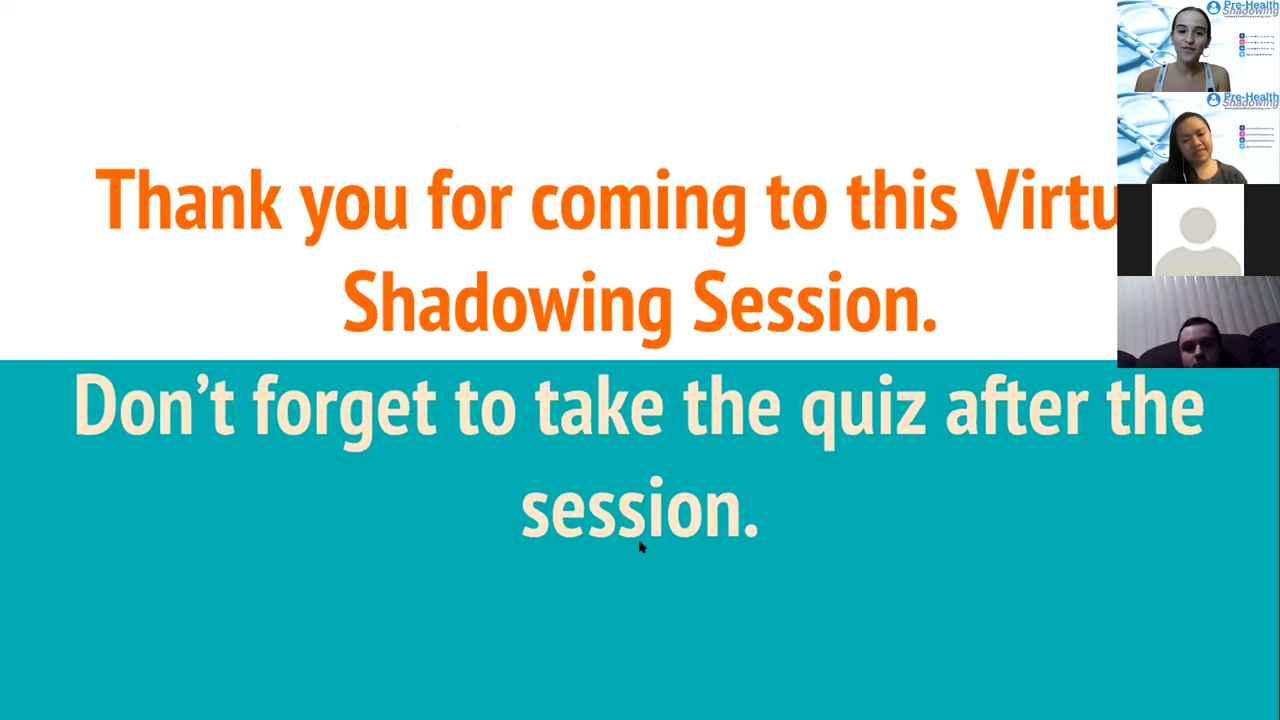 Thank you for coming to this Virtu
Shadowing Session.
Don't forget to take the quiz after the
session.
Pre-Health
Shadowing
Pre-Health
Shadowing